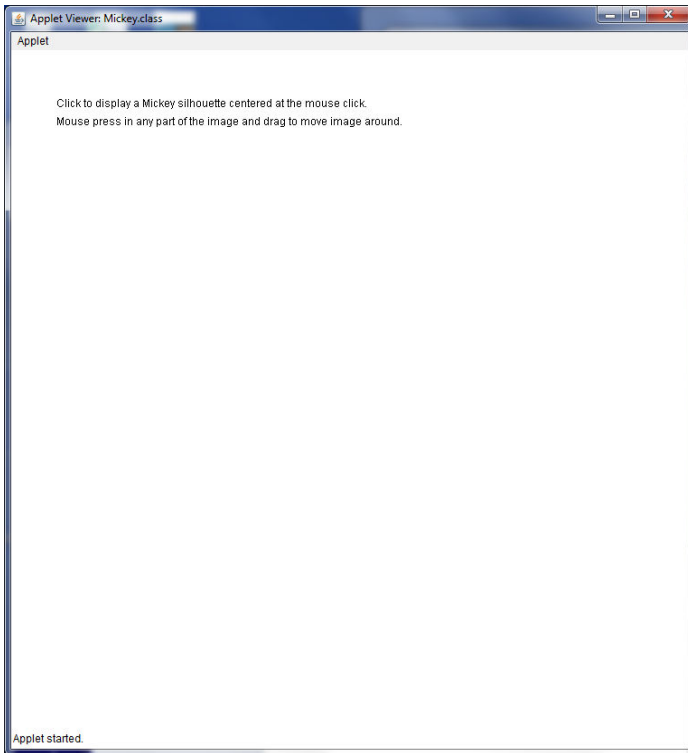 Applet Viewer: Mickey.class
Applet
Click to display a Mickey silhouette centered at the mouse click.
Mouse press in any part of the image and drag to move image around.
Applet started.